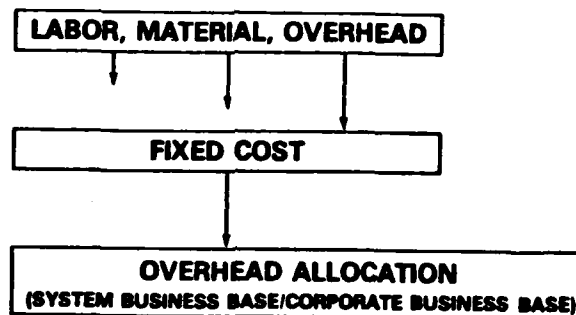 LABOR, MATERIAL, OVERHEAD
FIXED COST
OVERHEAD ALLOCATION
(SYSTEM BUSINESS BASE/CORPORATE BUSINESS BASE)